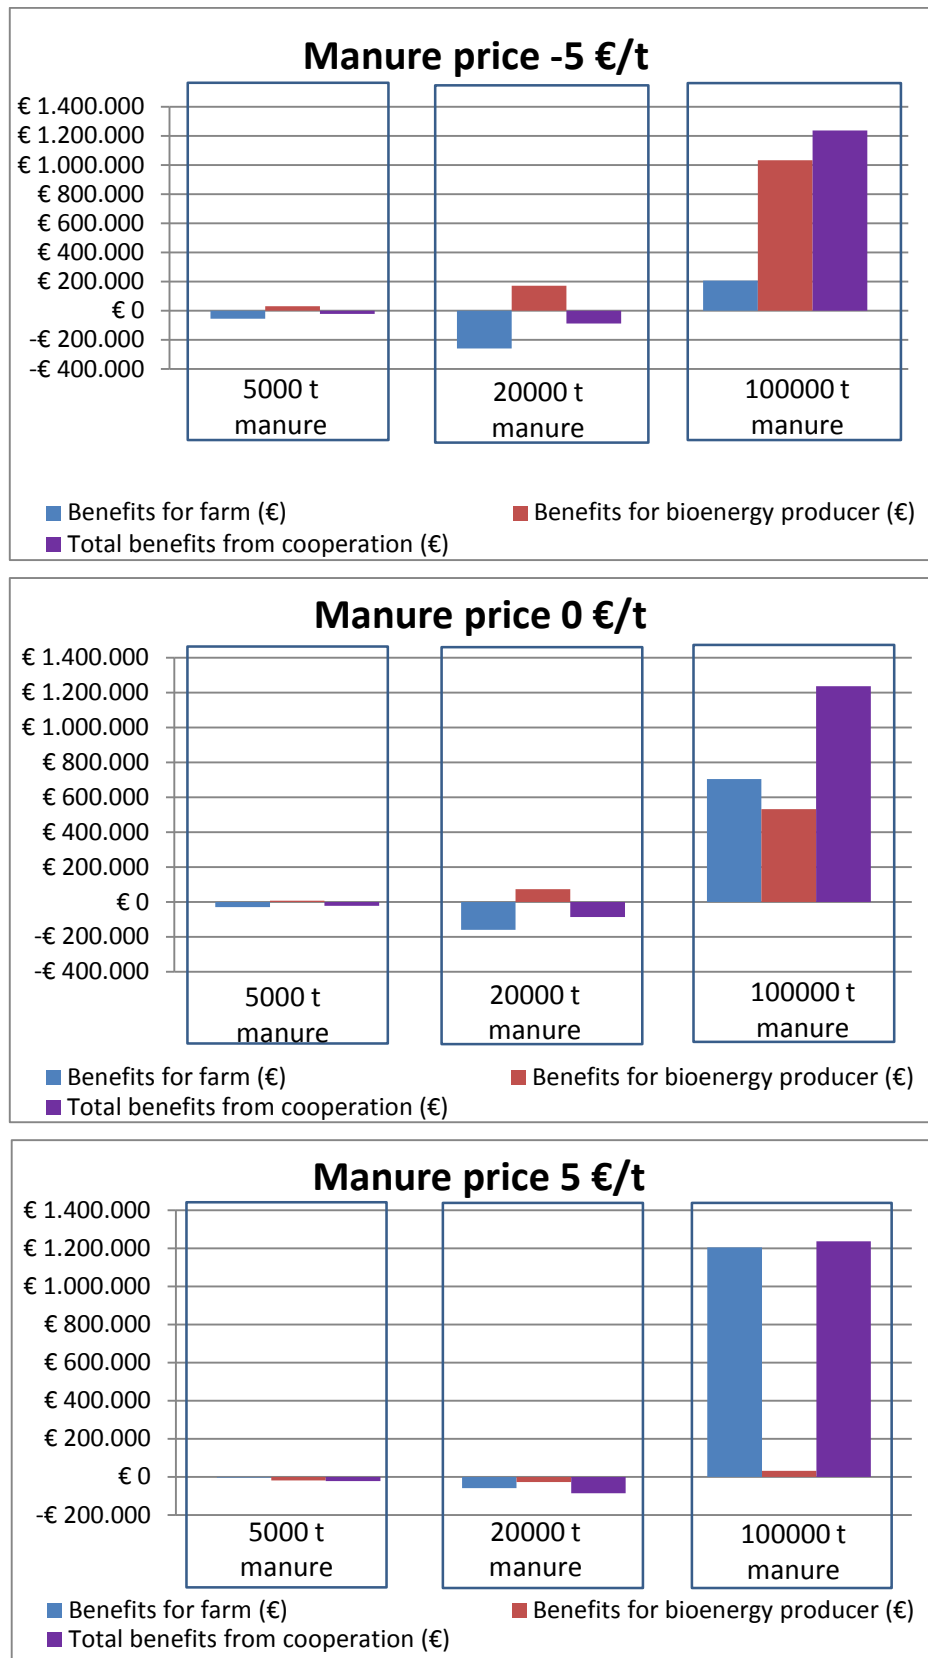 Manure price -5 €/t
€ 1.400.000
€ 1.200.000
€ 1.000.000
€ 800.000
€ 600.000
€ 400.000
€ 200.000
€ 0
-€ 200.000
-€ 400.000
5000 t
manure
20000 t
manure
100000 t
manure
Benefits for farm (€)
Benefits for bioenergy producer (€)
Total benefits from cooperation (€)
Manure price 0 €/t
€ 1.400.000
€ 1.200.000
€ 1.000.000
€ 800.000
€ 600.000
€ 400.000
€ 200.000
€ 0
-€ 200.000
-€ 400.000
5000 t
manure
20000 t
manure
100000 t
manure
Benefits for farm (€)
Benefits for bioenergy producer (€)
Total benefits from cooperation (€)
Manure price 5 €/t
€ 1.400.000
€ 1.200.000
€ 1.000.000
€ 800.000
€ 600.000
€ 400.000
€ 200.000
€ 0
-€ 200.000
5000 t
manure
20000 t
manure
100000 t
manure
Benefits for farm (€)
Benefits for bioenergy producer (€)
Total benefits from cooperation (€)